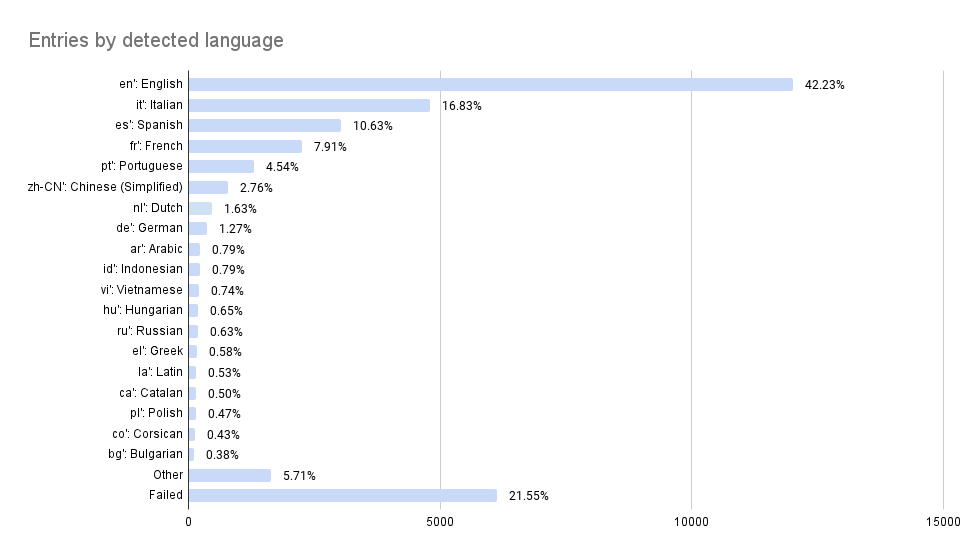 Entries by detected language
en': English 42.23%
it': Italian 16.83%
es': Spanish 10.63%
fr': French 7.91%
pt': Portuguese 4.54%
zh-CN': Chinese (Simplified) 2.76%
nl': Dutch 1.63%
de': German 1.27%
ar': Arabic 0.79%
id': Indonesian 0.79%
vi': Vietnamese 0.74%
hu': Hungarian 0.65%
ru': Russian 0.63%
el': Greek 0.58%
la': Latin 0.53%
ca': Catalan 0.50%
pl': Polish 0.47%
co': Corsican 0.43%
bg': Bulgarian 0.38%
Other 5.71%
Failed 21.55%
0 5000 10000 15000